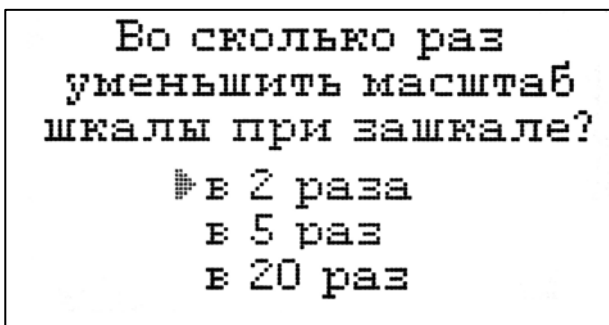 Во сколько раз
уменьшить масштаб
шкалы при зашкале?
в 2 раза
в 5 раз
в 20 раз